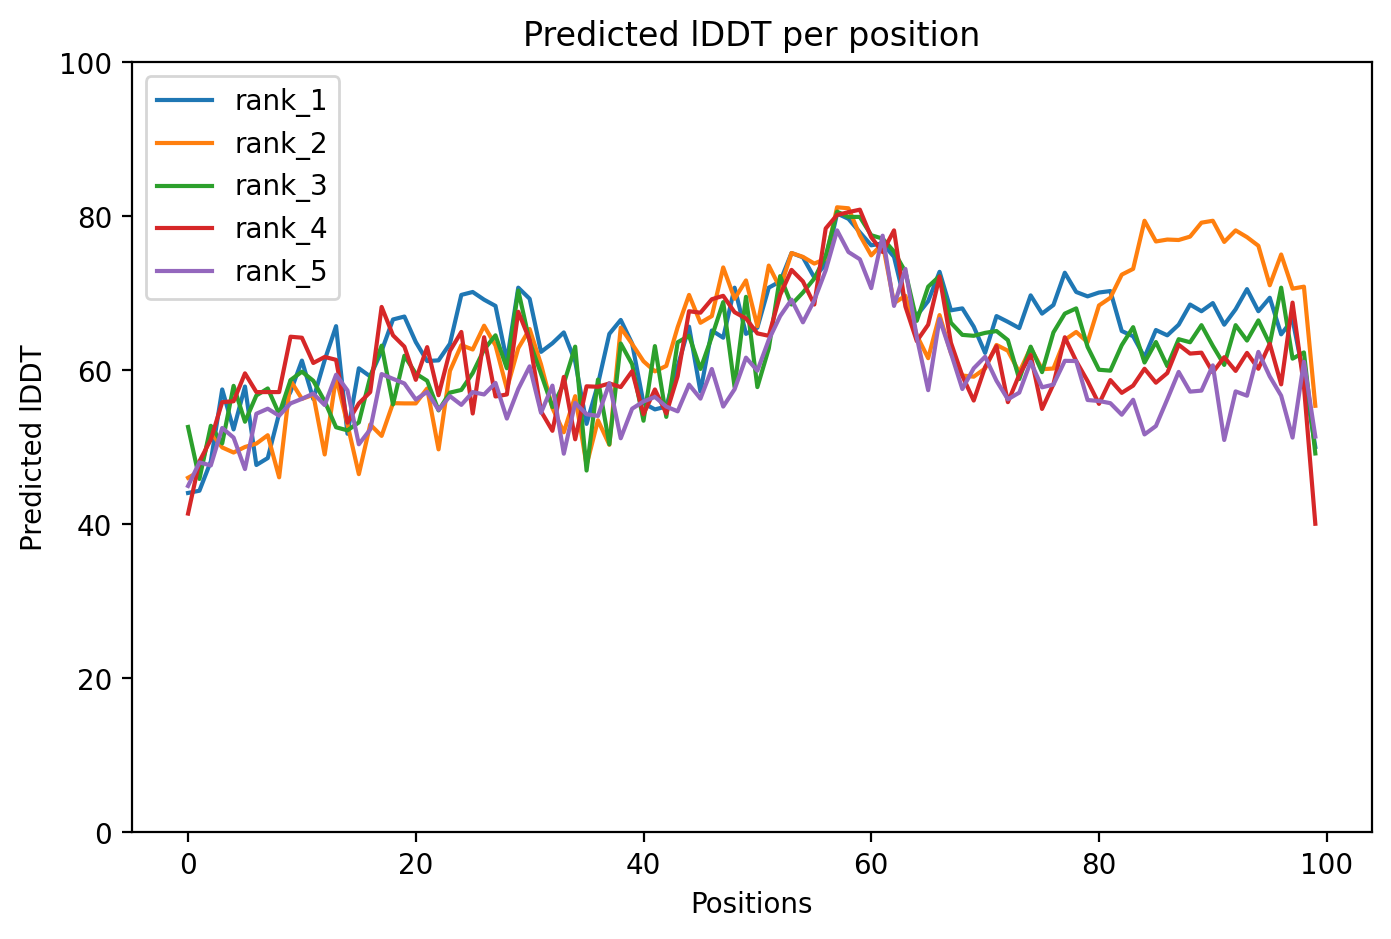 Predicted lDDT per position
100
80
60
40
20
0
Predicted lDDT
rank_1
rank_2
rank_3
rank_4
rank_5
0 20 40 60 80 100
Positions